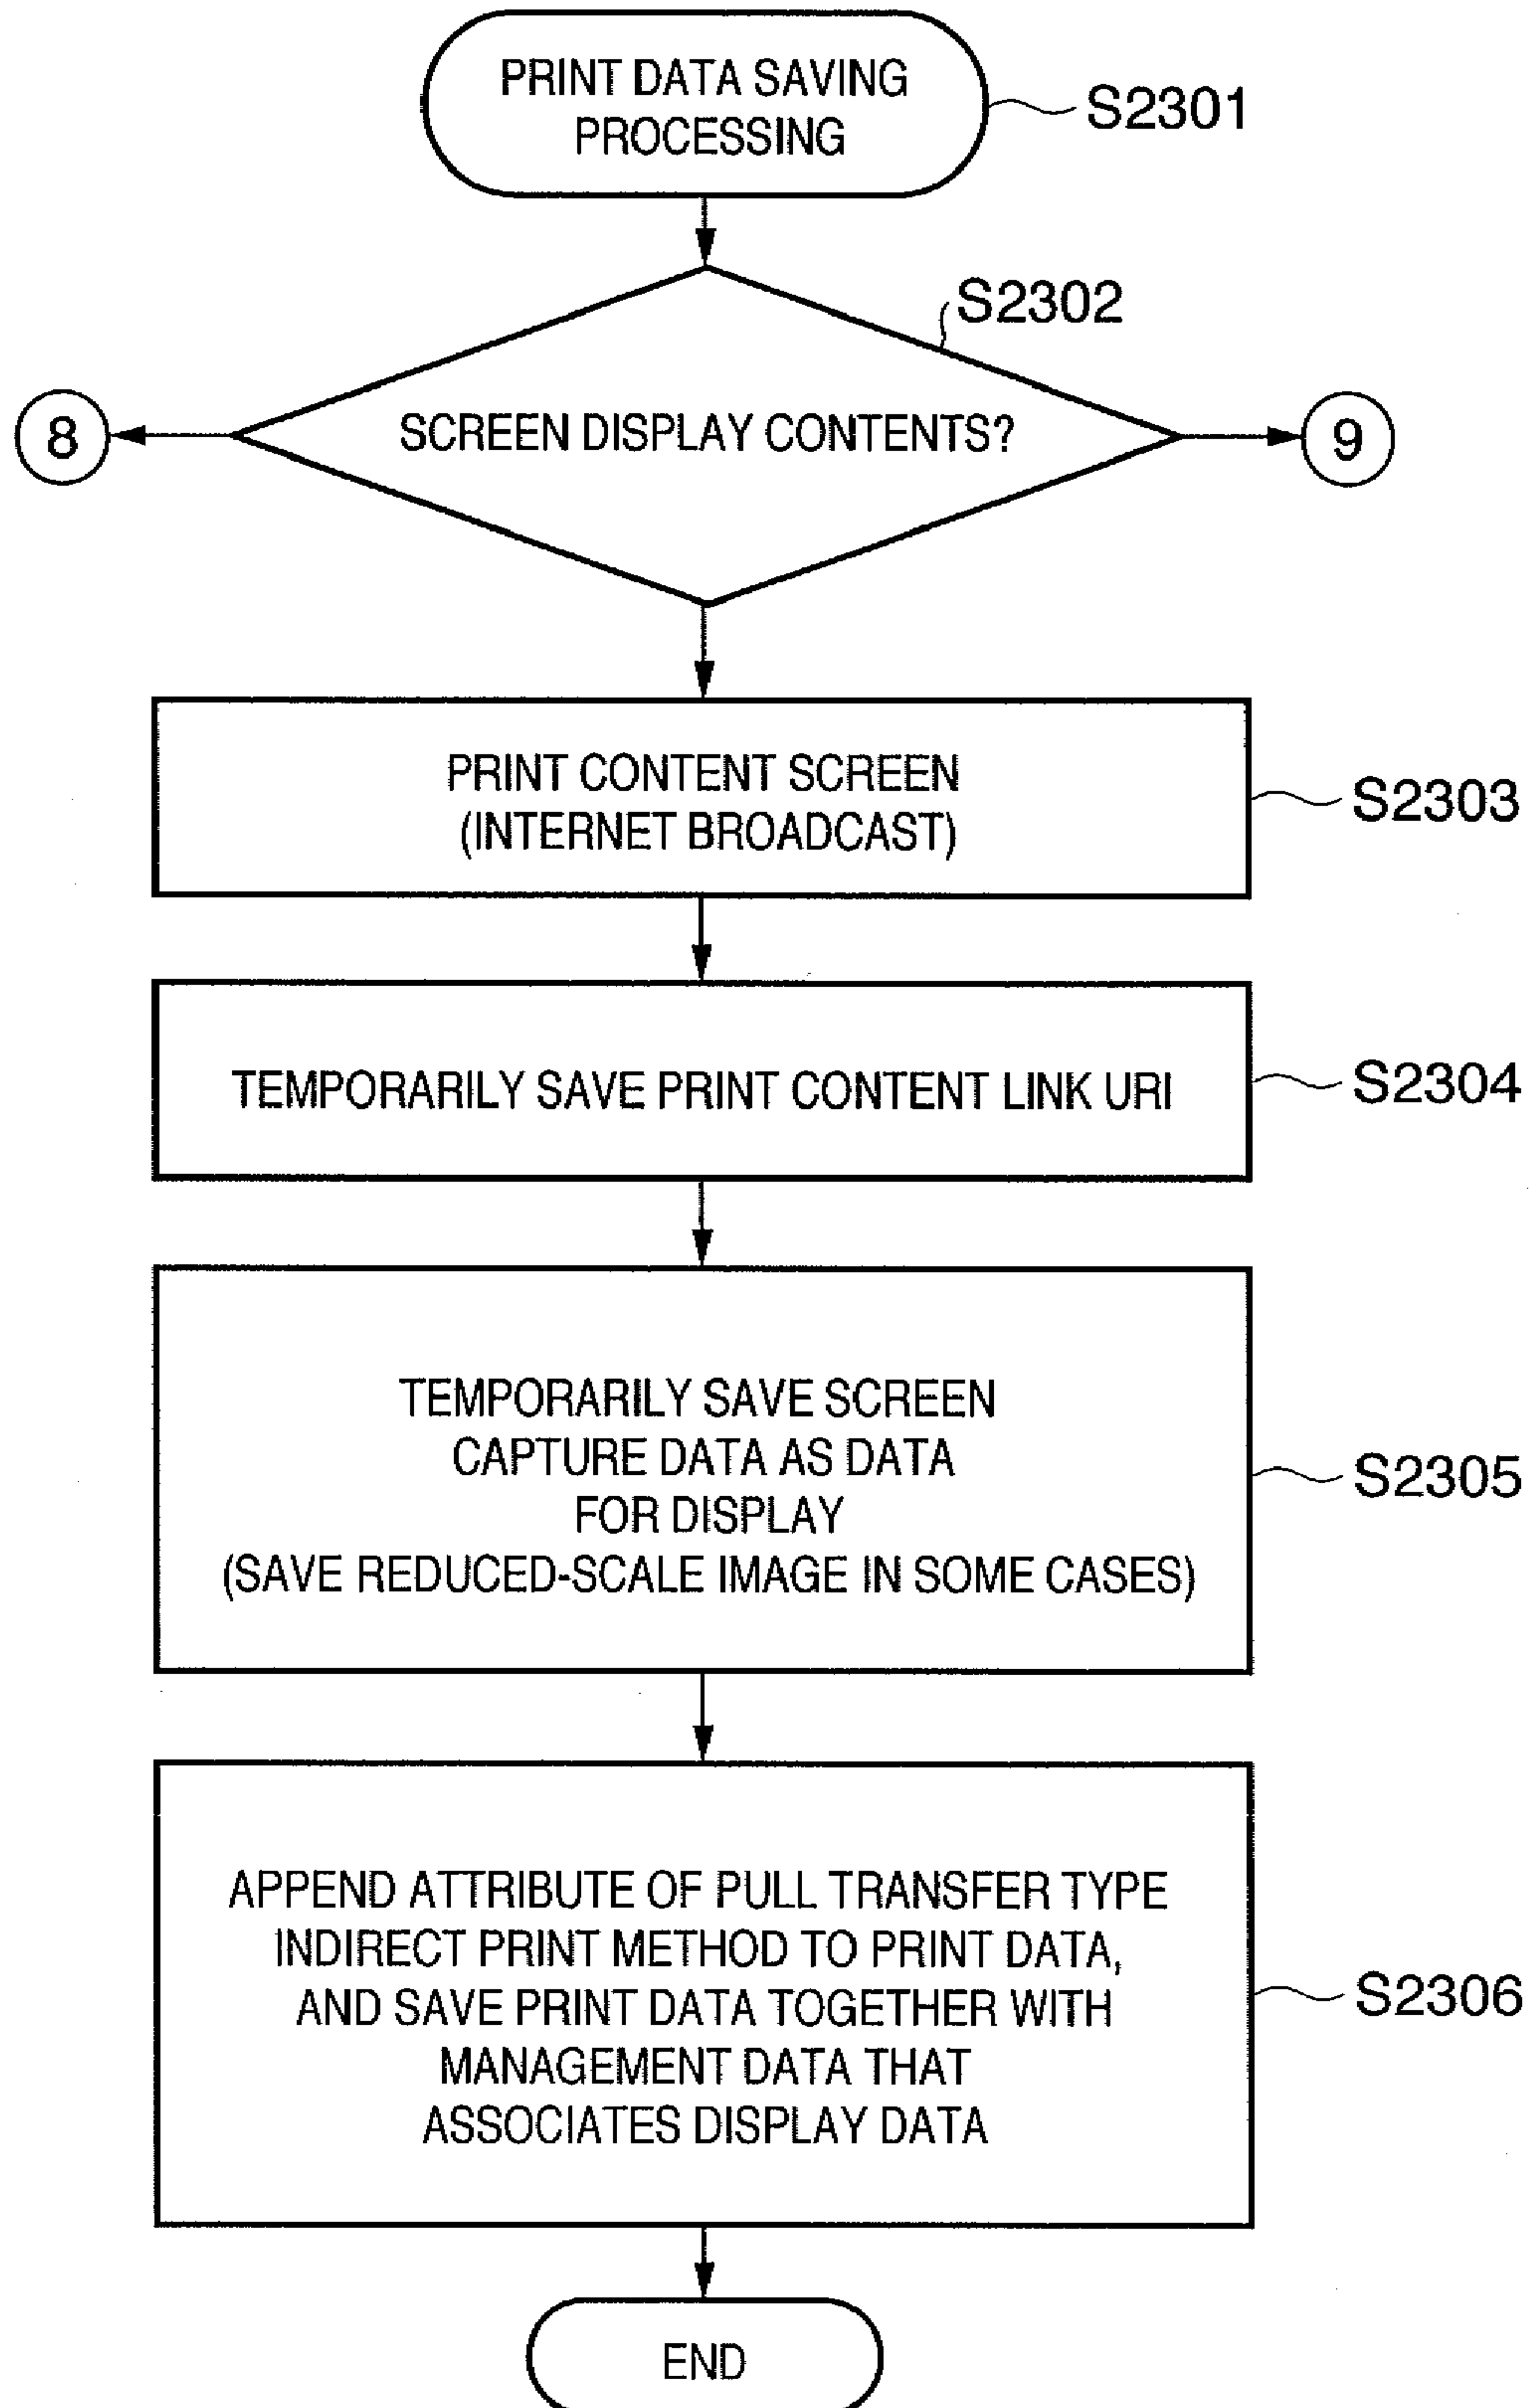 PRINT DATA SAVING
PROCESSING
S2301
S2302
8
SCREEN DISPLAY CONTENTS?
9
PRINT CONTENT SCREEN
(INTERNET BROADCAST)
S2303
TEMPORARILY SAVE PRINT CONTENT LINK URI
S2304
TEMPORARILY SAVE SCREEN
CAPTURE DATA AS DATA
FOR DISPLAY
(SAVE REDUCED-SCALE IMAGE IN SOME CASES)
S2305
APPEND ATTRIBUTE OF PULL TRANSFER TYPE
INDIRECT PRINT METHOD TO PRINT DATA,
AND SAVE PRINT DATA TOGETHER WITH
MANAGEMENT DATA THAT
ASSOCIATES DISPLAY DATA
S2306
END